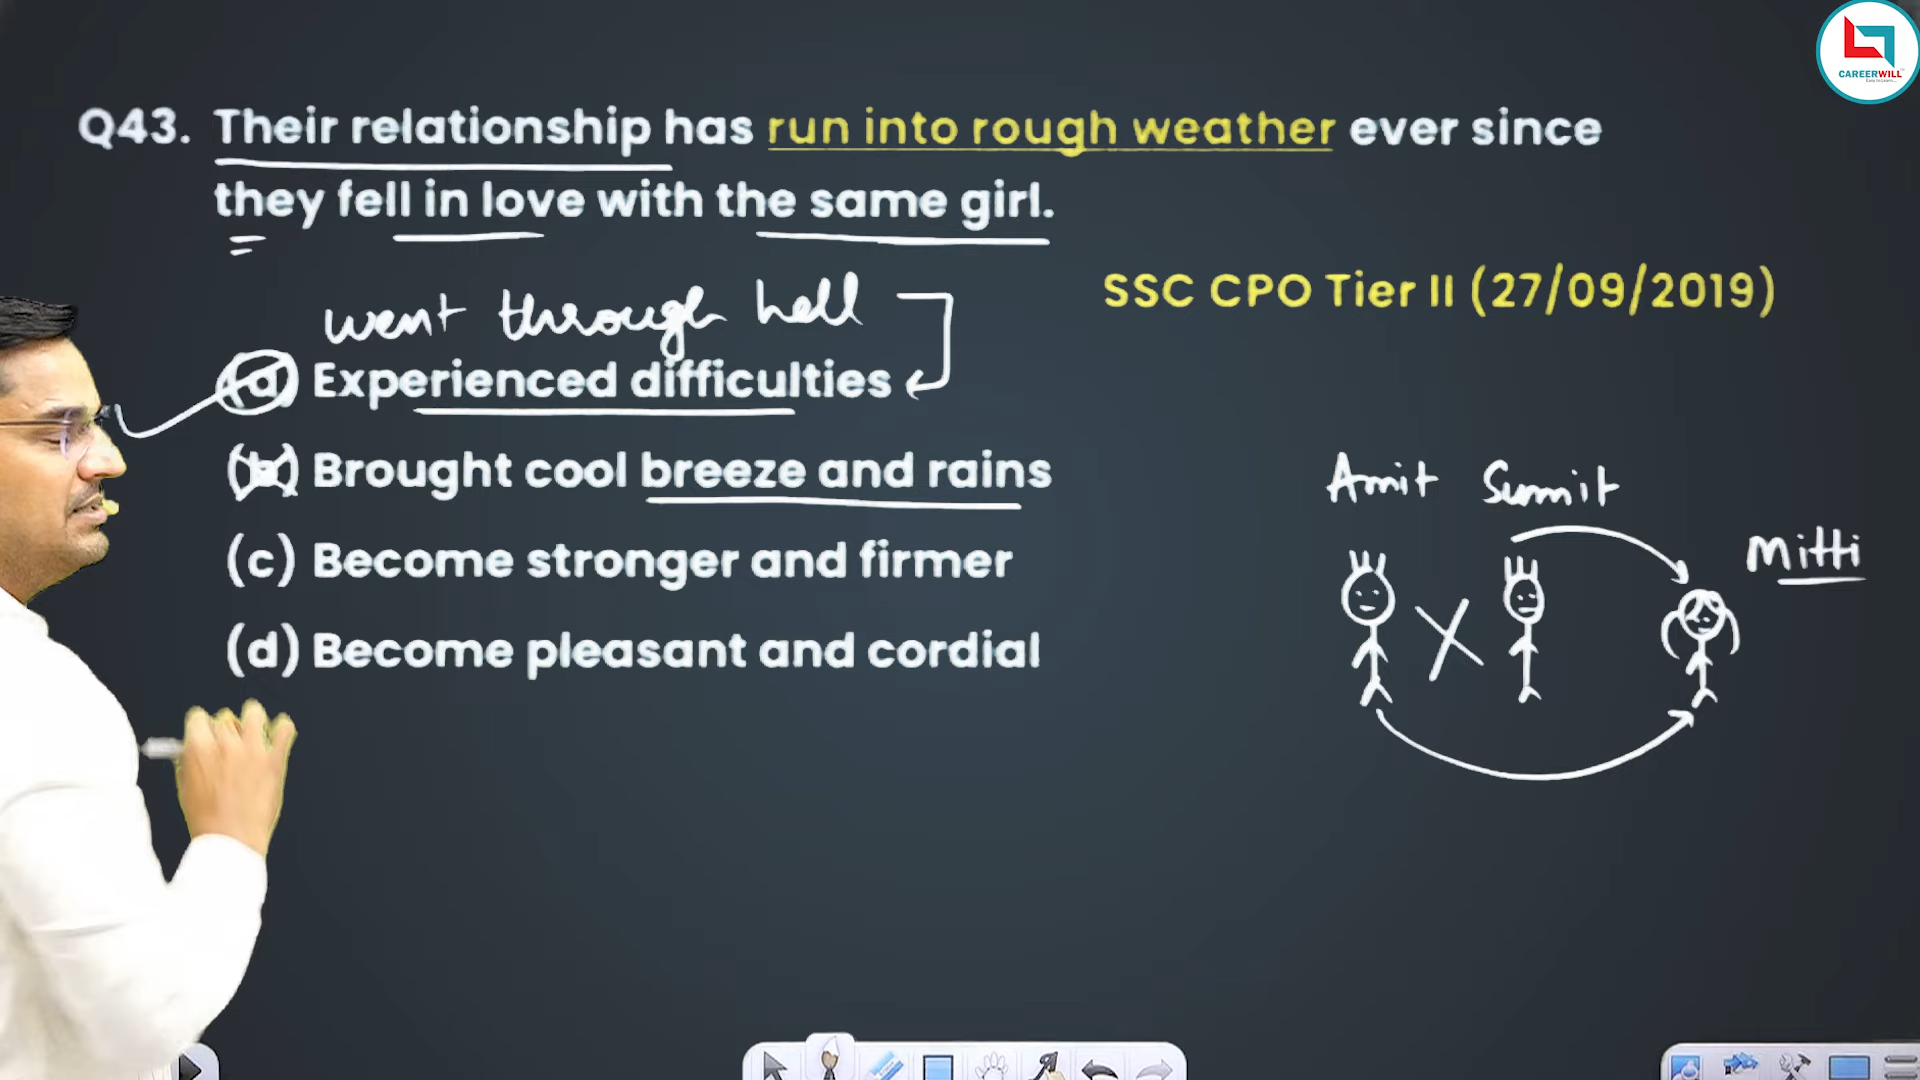 CAREERWILL
Q43. Their relationship has run into rough weather ever since
they fell in love with the same girl.
SSC CPO Tier II (27/09/2019)
went through hell
(a) Experienced difficulties
(b) Brought cool breeze and rains
(c) Become stronger and firmer
(d) Become pleasant and cordial
Amit Summit
Mitti